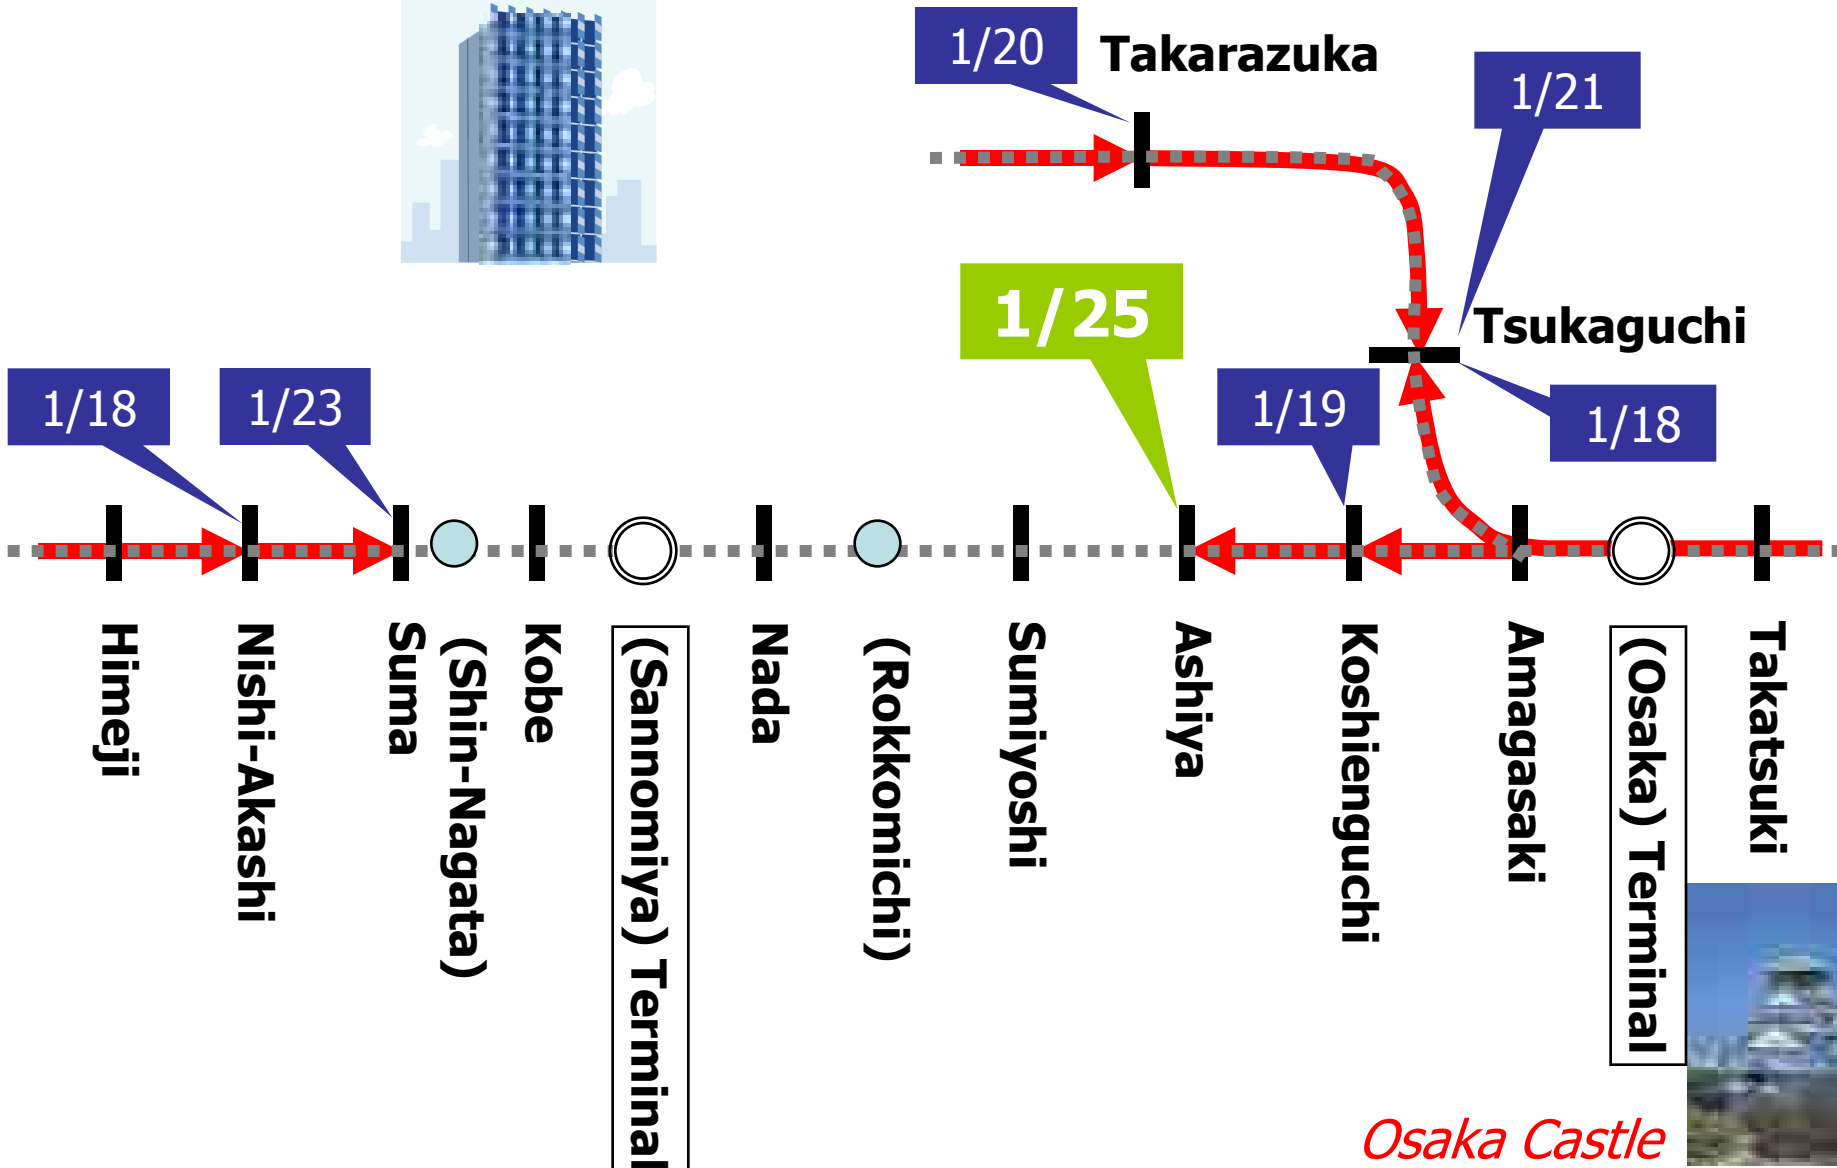 1/20
Takarazuka
1/21
1/25
Tsukaguchi
1/18
1/23
1/19
1/18
Himeji
Nishi-Akashi
Suma
(Shin-Nagata)
Kobe
(Sannomiya) Terminal
Nada
(Rokkomichi)
Sumiyoshi
Ashiya
Koshienguchi
Amagasaki
(Osaka) Terminal
Takatsuki
Osaka Castle